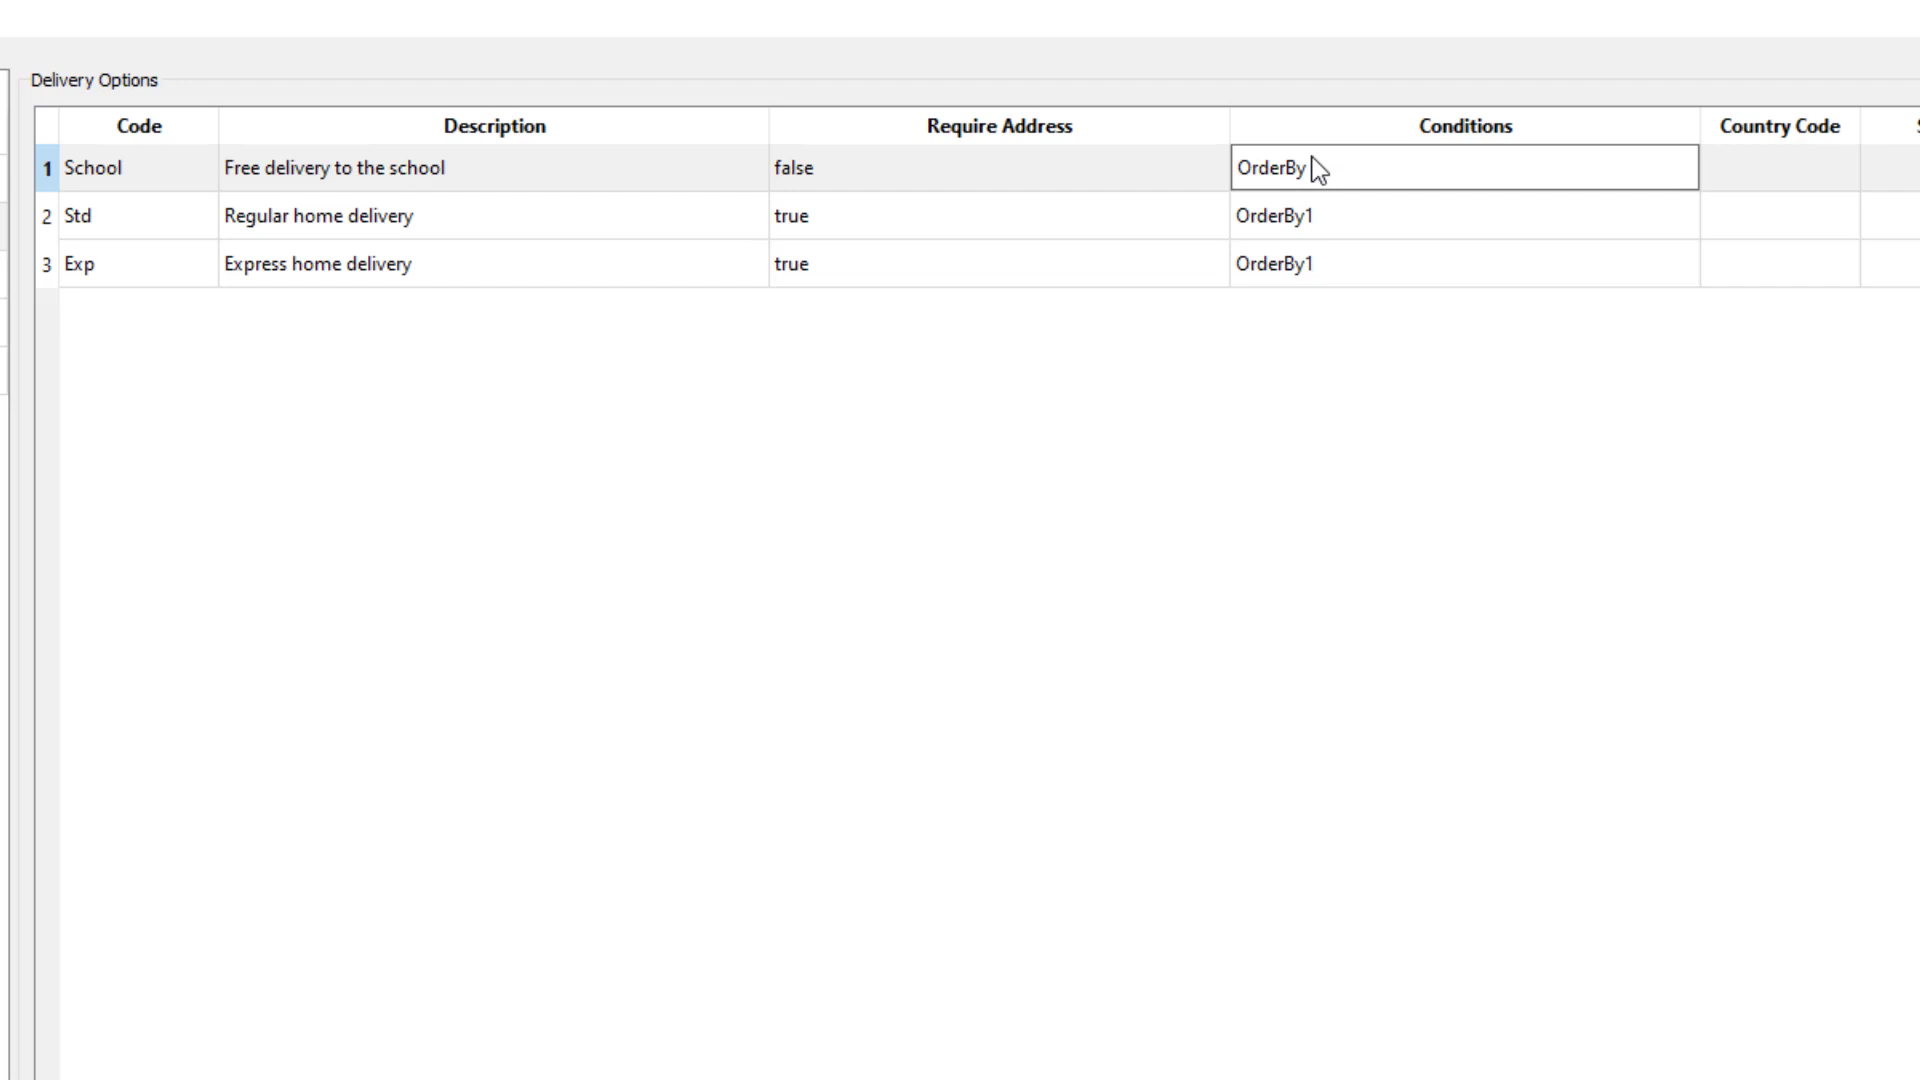 Delivery Options
Code Description Require Address Conditions Country Code
1 School Free delivery to the school false OrderBy
2 Std Regular home delivery true OrderBy1
3 Exp Express home delivery true OrderBy1